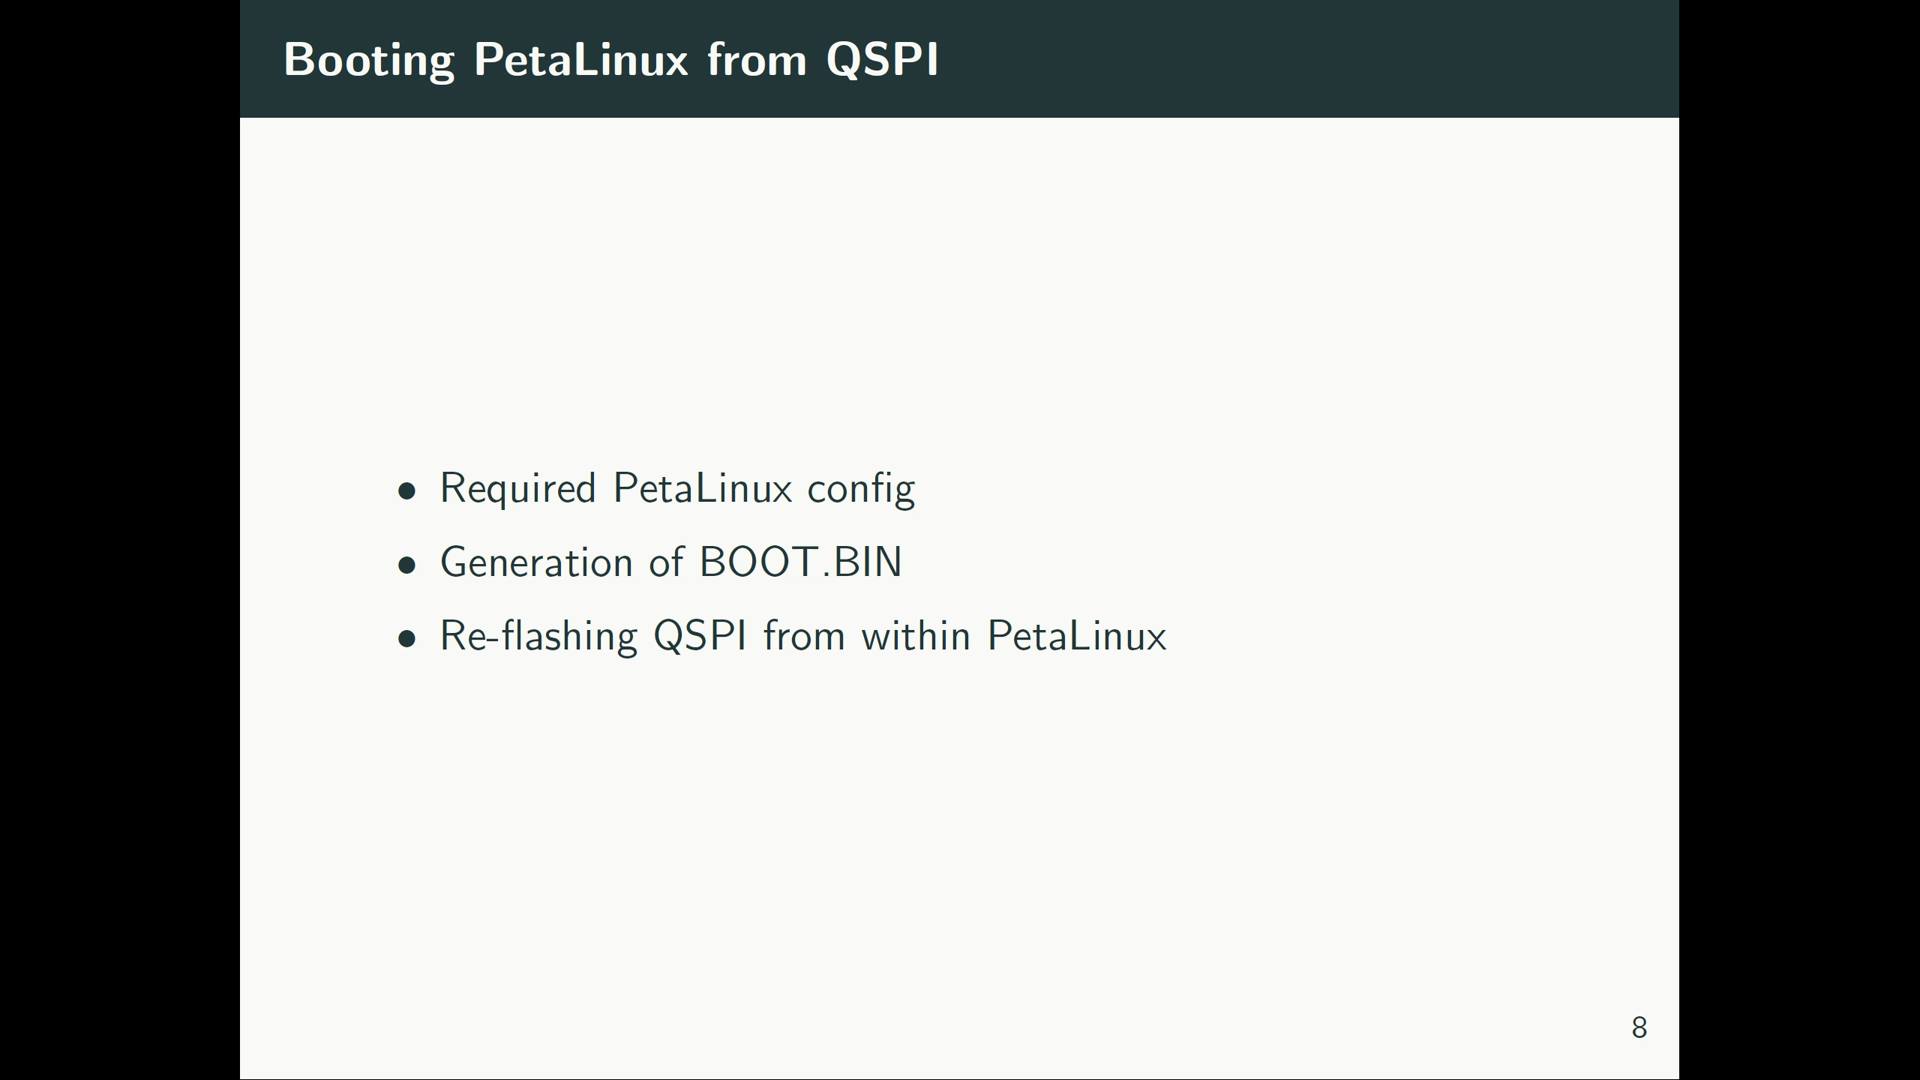 Booting PetaLinux from QSPI
• Required PetaLinux config
• Generation of BOOT.BIN
• Re-flashing QSPI from within PetaLinux
8